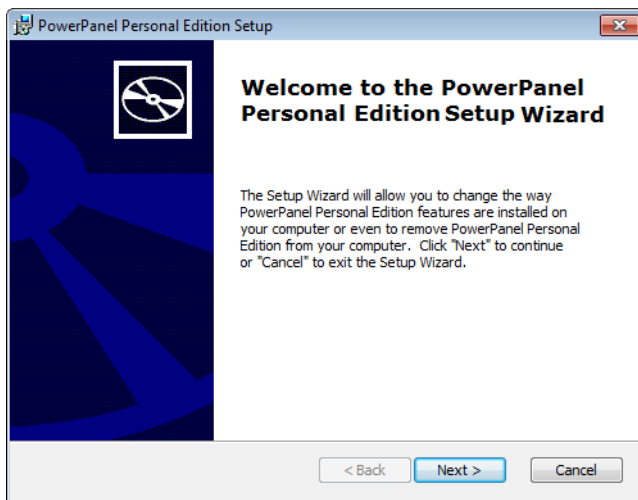 PowerPanel Personal Edition Setup
Welcome to the PowerPanel
Personal Edition Setup Wizard
The Setup Wizard will allow you to change the way
PowerPanel Personal Edition features are installed on
your computer or even to remove PowerPanel Personal
Edition from your computer. Click "Next" to continue
or "Cancel" to exit the Setup Wizard.
< Back Next > Cancel